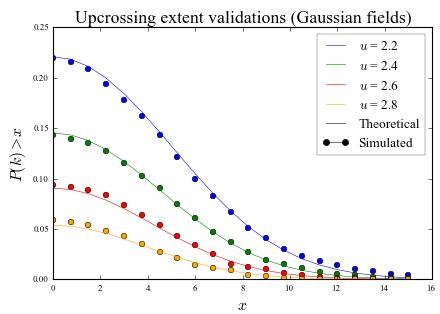 Upcrossing extent validations (Gaussian fields)
0.25
0.20
0.15
0.10
0.05
0.00
P(k) > x
0
2
4
6
8
10
12
14
16
x
u = 2.2
u = 2.4
u = 2.6
u = 2.8
Theoretical
Simulated